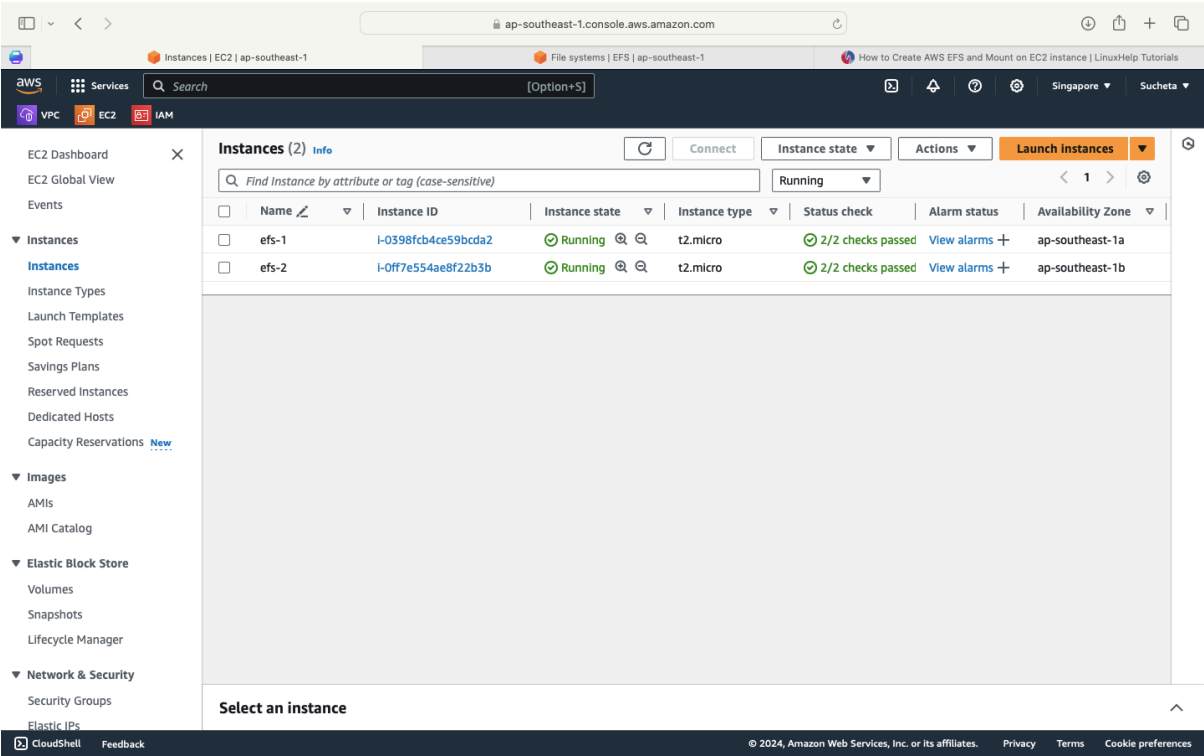 ap-southeast-1.console.aws.amazon.com
Instances | EC2 | ap-southeast-1
File systems | EFS | ap-southeast-1
How to Create AWS EFS and Mount on EC2 instance | LinuxHelp Tutorials
aws Services Search [Option+S] Singapore Sucheta
VPC EC2 IAM
EC2 Dashboard
EC2 Global View
Events
Instances
Instances
Instance Types
Launch Templates
Spot Requests
Savings Plans
Reserved Instances
Dedicated Hosts
Capacity Reservations New
Images
AMIs
AMI Catalog
Elastic Block Store
Volumes
Snapshots
Lifecycle Manager
Network & Security
Security Groups
Elastic IPs
Instances (2) Info Connect Instance state Actions Launch instances
Find Instance by attribute or tag (case-sensitive) Running 1
Name Instance ID Instance state Instance type Status check Alarm status Availability Zone
efs-1 i-0398fcb4ce59bcda2 Running t2.micro 2/2 checks passed View alarms + ap-southeast-1a
efs-2 i-0ff7e554ae8f22b3b Running t2.micro 2/2 checks passed View alarms + ap-southeast-1b
Select an instance
CloudShell Feedback © 2024, Amazon Web Services, Inc. or its affiliates. Privacy Terms Cookie preferences